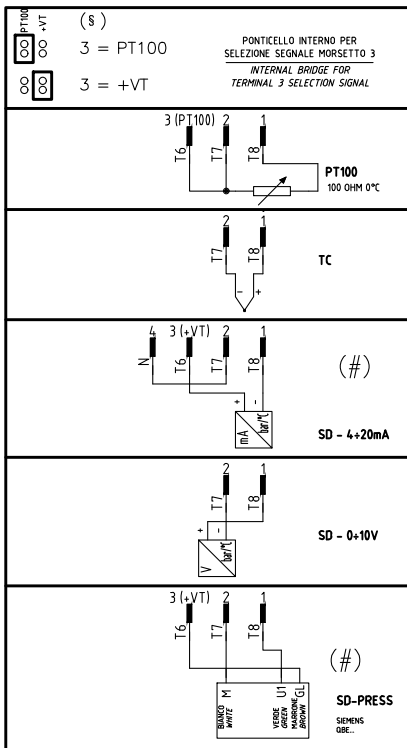 PT100
+VT
(§)
3 = PT100
3 = +VT
PONTICELLO INTERNO PER
SELEZIONE SEGNALE MORSETTO 3
INTERNAL BRIDGE FOR
TERMINAL 3 SELECTION SIGNAL
3 (PT100) 2 1
T6 T7 T8
PT100
100 OHM 0°C
2 1
T7 T8
- +
TC
4 3 (+VT) 2 1
N T6 T7 T8
(#)
+ -
mA bar/°C
SD - 4÷20mA
2 1
T7 T8
+ -
V bar/°C
SD - 0÷10V
3 (+VT) 2 1
T6 T7 T8
(#)
M U1 GL
BIANCO
WHITE
VERDE
GREEN
MARRONE
BROWN
SD-PRESS
SIEMENS
QBE...